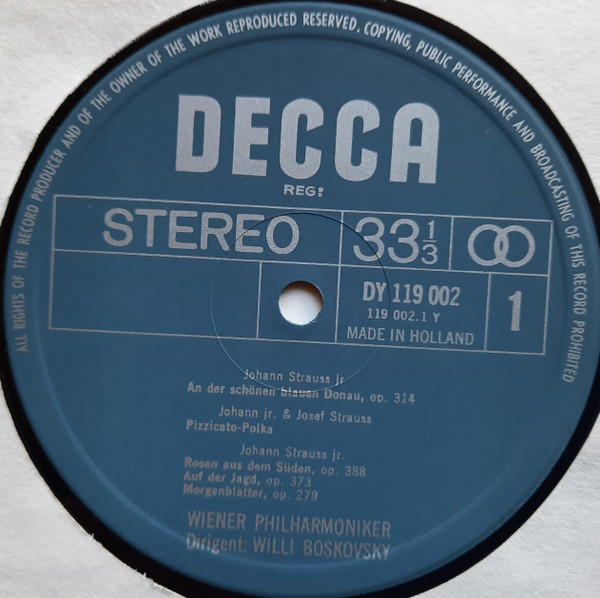 ALL RIGHTS OF THE RECORD PRODUCER AND OF THE OWNER OF THE WORK REPRODUCED RESERVED. COPYING, PUBLIC PERFORMANCE AND BROADCASTING OF THIS RECORD PROHIBITED
DECCA
REG:
STEREO 33 1/3
DY 119 002 1
119 002.1 Y
MADE IN HOLLAND
Johann Strauss jr.
An der schönen blauen Donau, op. 314
Johann jr. & Josef Strauss
Pizzicato-Polka
Johann Strauss jr.
Rosen aus dem Süden, op. 388
Auf der Jagd, op. 373
Morgenblätter, op. 279
WIENER PHILHARMONIKER
Dirigent: WILLI BOSKOVSKY